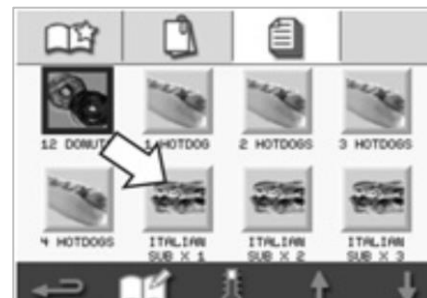 12 DONUT
1 HOTDOG
2 HOTDOGS
3 HOTDOGS
4 HOTDOGS
ITALIAN
SUB X 1
ITALIAN
SUB X 2
ITALIAN
SUB X 3